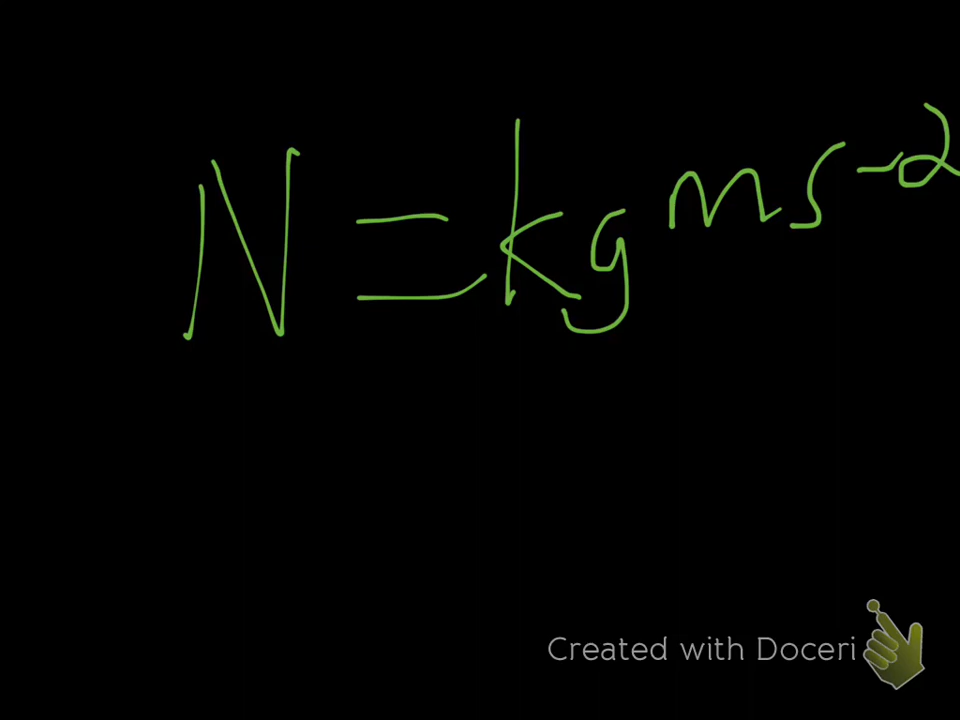 N = kg ms⁻²
Created with Doceri